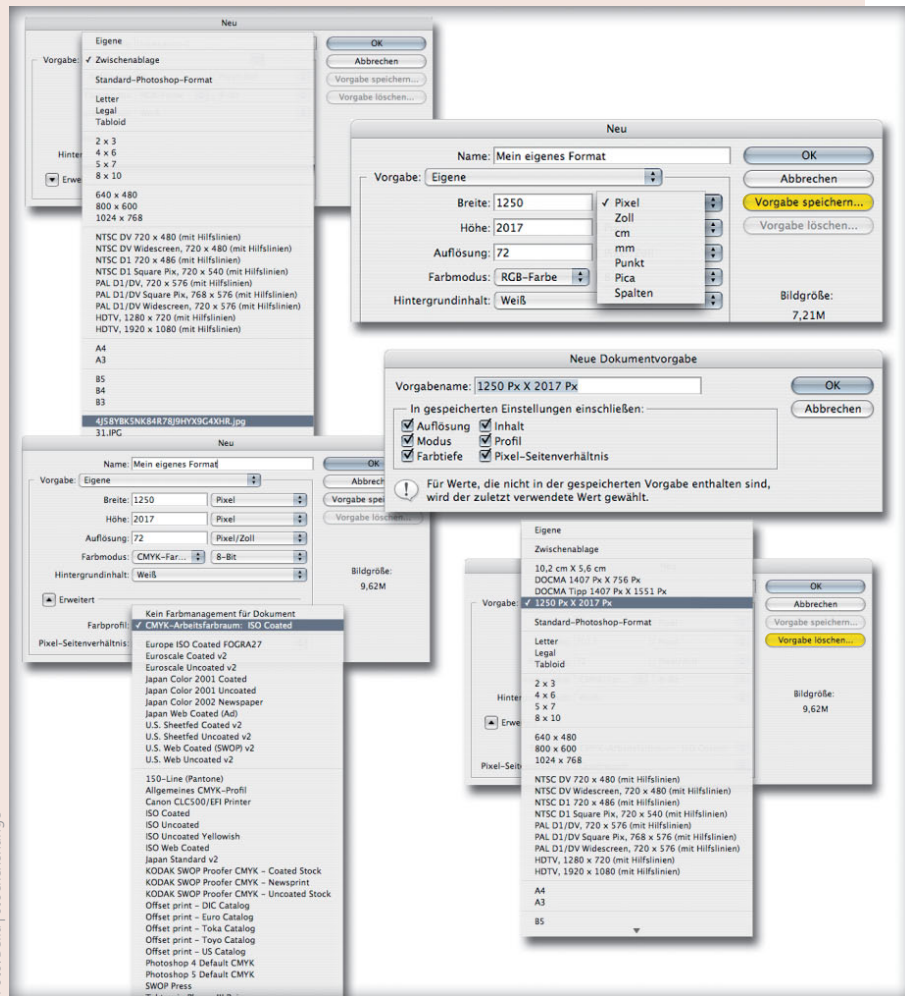 Neu
Eigene
Vorgabe: ✓ Zwischenablage
Standard-Photoshop-Format
Letter
Legal
Tabloid
2 x 3
4 x 6
5 x 7
8 x 10
640 x 480
800 x 600
1024 x 768
NTSC DV 720 x 480 (mit Hilfslinien)
NTSC DV Widescreen, 720 x 480 (mit Hilfslinien)
NTSC D1 720 x 486 (mit Hilfslinien)
NTSC D1 Square Pix, 720 x 540 (mit Hilfslinien)
PAL D1/DV, 720 x 576 (mit Hilfslinien)
PAL D1/DV Square Pix, 768 x 576 (mit Hilfslinien)
PAL D1/DV Widescreen, 720 x 576 (mit Hilfslinien)
HDTV, 1280 x 720 (mit Hilfslinien)
HDTV, 1920 x 1080 (mit Hilfslinien)
A4
A3
B5
B4
B3
4JS8YBK5NK84R78J9HYX9G4XHR.jpg
31.JPG
Hinter
Erwe
OK
Abbrechen
Vorgabe speichern...
Vorgabe löschen...
Neu
Name: Mein eigenes Format
Vorgabe: Eigene
Breite: 1250
Höhe: 2017
Auflösung: 72
Farbmodus: RGB-Farbe
Hintergrundinhalt: Weiß
✓ Pixel
Zoll
cm
mm
Punkt
Pica
Spalten
OK
Abbrechen
Vorgabe speichern...
Vorgabe löschen...
Bildgröße:
7,21M
Neue Dokumentvorgabe
Vorgabename: 1250 Px X 2017 Px
In gespeicherten Einstellungen einschließen:
Auflösung Inhalt
Modus Profil
Farbtiefe Pixel-Seitenverhältnis
Für Werte, die nicht in der gespeicherten Vorgabe enthalten sind,
wird der zuletzt verwendete Wert gewählt.
OK
Abbrechen
Neu
Name: Mein eigenes Format
Vorgabe: Eigene
Breite: 1250 Pixel
Höhe: 2017 Pixel
Auflösung: 72 Pixel/Zoll
Farbmodus: CMYK-Far... 8-Bit
Hintergrundinhalt: Weiß
Erweitert
Farbprofil:
Pixel-Seitenverhältnis:
OK
Abbrech
Vorgabe spei
Vorgabe lösch
Bildgröße:
9,62M
Kein Farbmanagement für Dokument
✓ CMYK-Arbeitsfarbraum: ISO Coated
Europe ISO Coated FOGRA27
Euroscale Coated v2
Euroscale Uncoated v2
Japan Color 2001 Coated
Japan Color 2001 Uncoated
Japan Color 2002 Newspaper
Japan Web Coated (Ad)
U.S. Sheetfed Coated v2
U.S. Sheetfed Uncoated v2
U.S. Web Coated (SWOP) v2
U.S. Web Uncoated v2
150-Line (Pantone)
Allgemeines CMYK-Profil
Canon CLC500/EFI Printer
ISO Coated
ISO Uncoated
ISO Uncoated Yellowish
ISO Web Coated
Japan Standard v2
KODAK SWOP Proofer CMYK - Coated Stock
KODAK SWOP Proofer CMYK - Newsprint
KODAK SWOP Proofer CMYK - Uncoated Stock
Offset print - DIC Catalog
Offset print - Euro Catalog
Offset print - Toka Catalog
Offset print - Toyo Catalog
Offset print - US Catalog
Photoshop 4 Default CMYK
Photoshop 5 Default CMYK
SWOP Press
Eigene
Zwischenablage
10,2 cm X 5,6 cm
DOCMA 1407 Px X 756 Px
DOCMA Tipp 1407 Px X 1551 Px
Vorgabe: ✓ 1250 Px X 2017 Px
Standard-Photoshop-Format
Letter
Legal
Tabloid
2 x 3
4 x 6
5 x 7
8 x 10
640 x 480
800 x 600
1024 x 768
NTSC DV 720 x 480 (mit Hilfslinien)
NTSC DV Widescreen, 720 x 480 (mit Hilfslinien)
NTSC D1 720 x 486 (mit Hilfslinien)
NTSC D1 Square Pix, 720 x 540 (mit Hilfslinien)
PAL D1/DV, 720 x 576 (mit Hilfslinien)
PAL D1/DV Square Pix, 768 x 576 (mit Hilfslinien)
PAL D1/DV Widescreen, 720 x 576 (mit Hilfslinien)
HDTV, 1280 x 720 (mit Hilfslinien)
HDTV, 1920 x 1080 (mit Hilfslinien)
A4
A3
B5
Hinter
Erwe
Pixel-Seit
OK
Abbrechen
Vorgabe speichern...
Vorgabe löschen...
Bildgröße:
9,62M